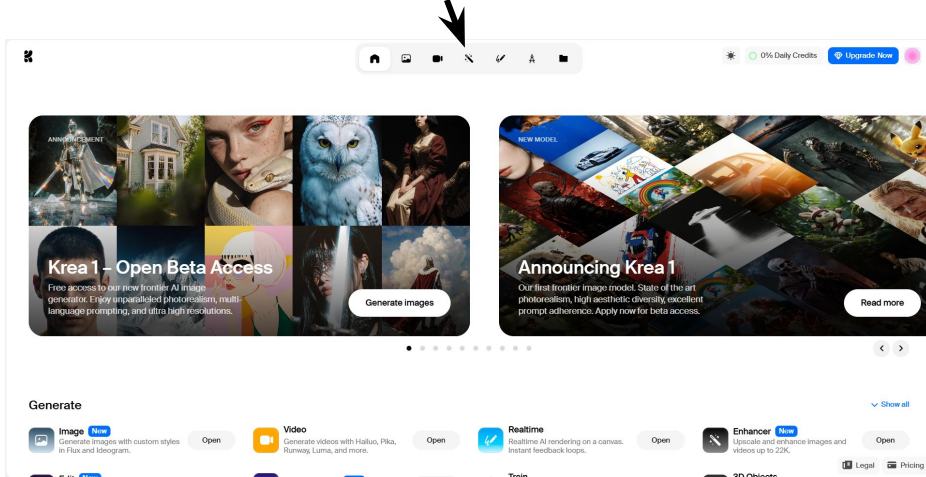 0% Daily Credits
Upgrade Now
ANNOUNCEMENT
Krea 1 – Open Beta Access
Free access to our new frontier AI image
generator. Enjoy unparalleled photorealism, multi-
language prompting, and ultra high resolutions.
Generate images
NEW MODEL
Announcing Krea 1
Our first frontier image model. State of the art
photorealism, high aesthetic diversity, excellent
prompt adherence. Apply now for beta access.
Read more
Generate
Show all
Image New
Generate images with custom styles
in Flux and Ideogram.
Open
Video
Generate videos with Hailuo, Pika,
Runway, Luma, and more.
Open
Realtime
Realtime AI rendering on a canvas.
Instant feedback loops.
Open
Enhancer New
Upscale and enhance images and
videos up to 22K.
Open
Legal
Pricing
Edit New
Train
3D Objects